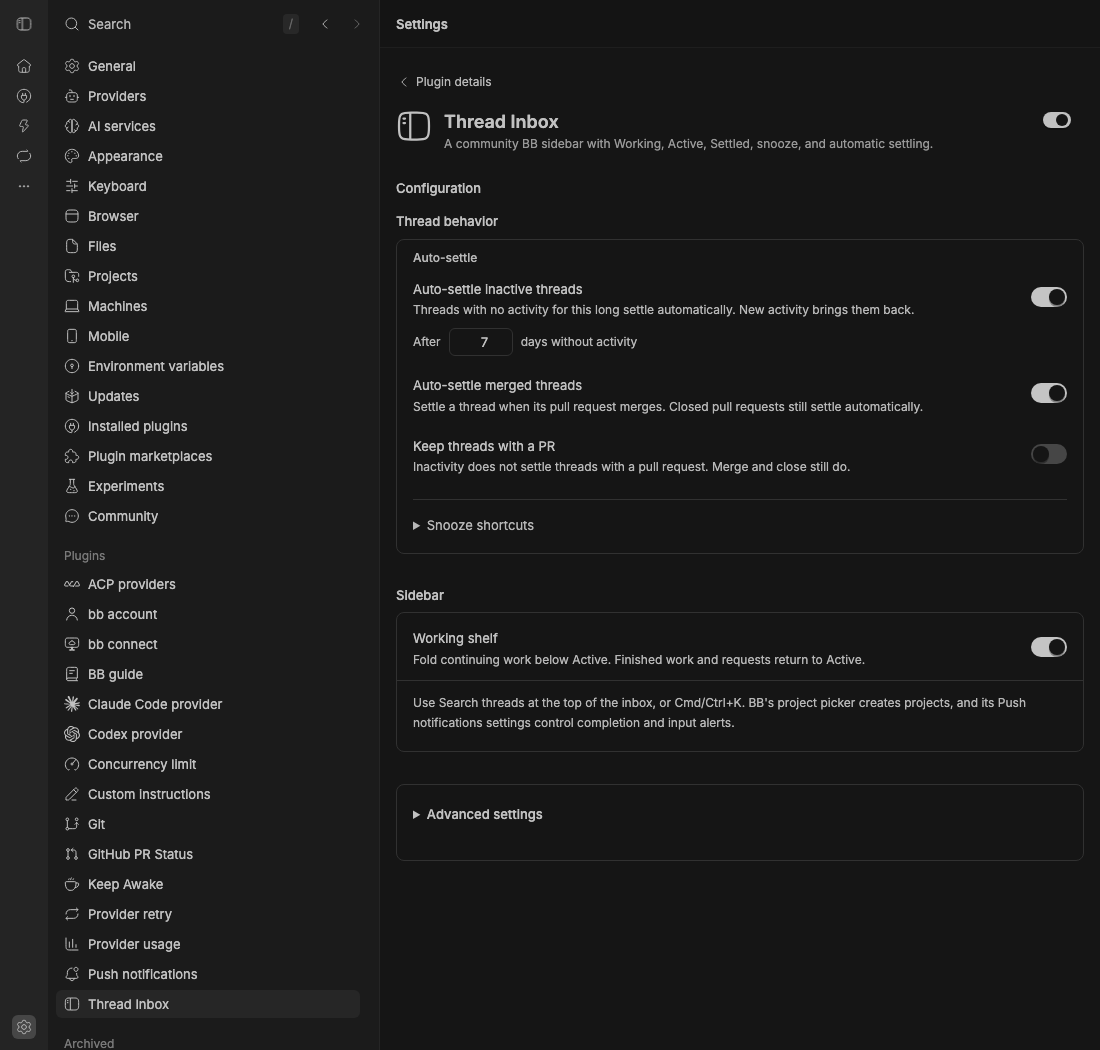 Search
/
General
Providers
AI services
Appearance
Keyboard
Browser
Files
Projects
Machines
Mobile
Environment variables
Updates
Installed plugins
Plugin marketplaces
Experiments
Community
Plugins
ACP providers
bb account
bb connect
BB guide
Claude Code provider
Codex provider
Concurrency limit
Custom instructions
Git
GitHub PR Status
Keep Awake
Provider retry
Provider usage
Push notifications
Thread Inbox
Archived
Settings
Plugin details
Thread Inbox
A community BB sidebar with Working, Active, Settled, snooze, and automatic settling.
Configuration
Thread behavior
Auto-settle
Auto-settle inactive threads
Threads with no activity for this long settle automatically. New activity brings them back.
After 7 days without activity
Auto-settle merged threads
Settle a thread when its pull request merges. Closed pull requests still settle automatically.
Keep threads with a PR
Inactivity does not settle threads with a pull request. Merge and close still do.
Snooze shortcuts
Sidebar
Working shelf
Fold continuing work below Active. Finished work and requests return to Active.
Use Search threads at the top of the inbox, or Cmd/Ctrl+K. BB's project picker creates projects, and its Push
notifications settings control completion and input alerts.
Advanced settings